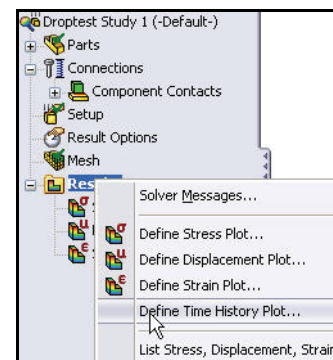 Droptest Study 1 (-Default-)
Parts
Connections
Component Contacts
Setup
Result Options
Mesh
Solver Messages...
σ Define Stress Plot...
u Define Displacement Plot...
ε Define Strain Plot...
Define Time History Plot...
List Stress, Displacement, Strain